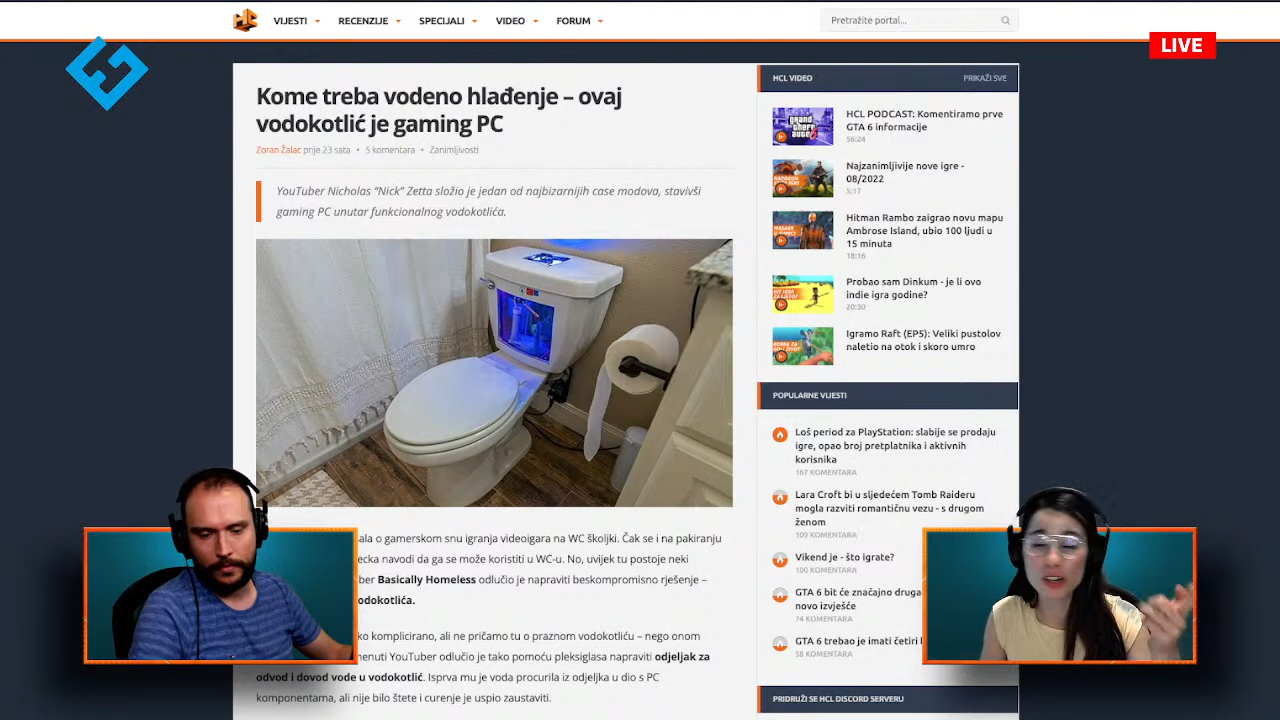 VIJESTI RECENZIJE SPECIJALI VIDEO FORUM Pretražite portal...
LIVE
Kome treba vodeno hlađenje – ovaj
vodokotlić je gaming PC
Zoran Žalac prije 23 sata • 5 komentara • Zanimljivosti
YouTuber Nicholas “Nick” Zetta složio je jedan od najbizarnijih case modova, stavivši
gaming PC unutar funkcionalnog vodokotlića.
ala o gamerskom snu igranja videoigara na WC školjki. Čak se i na pakiranju
ecka navodi da ga se može koristiti u WC-u. No, uvijek tu postoje neki
ber Basically Homeless odlučio je napraviti beskompromisno rješenje –
odokotlića.
ko komplicirano, ali ne pričamo tu o praznom vodokotliću – nego onom
menuti YouTuber odlučio je tako pomoću pleksiglasa napraviti odjeljak za
odvod i dovod vode u vodokotlić. Isprva mu je voda procurila iz odjeljka u dio s PC
komponentama, ali nije bilo štete i curenje je uspio zaustaviti.
HCL VIDEO PRIKAŽI SVE
HCL PODCAST: Komentiramo prve
GTA 6 informacije
56:24
Najzanimljivije nove igre -
08/2022
5:17
Hitman Rambo zaigrao novu mapu
Ambrose Island, ubio 100 ljudi u
15 minuta
18:16
Probao sam Dinkum - je li ovo
indie igra godine?
20:30
Igramo Raft (EP5): Veliki pustolov
naletio na otok i skoro umro
POPULARNE VIJESTI
Loš period za PlayStation: slabije se prodaju
igre, opao broj pretplatnika i aktivnih
korisnika
167 KOMENTARA
Lara Croft bi u sljedećem Tomb Raideru
mogla razviti romantičnu vezu - s drugom
ženom
109 KOMENTARA
Vikend je - što igrate?
100 KOMENTARA
GTA 6 bit će značajno druga
novo izvješće
74 KOMENTARA
GTA 6 trebao je imati četiri
58 KOMENTARA
PRIDRUŽI SE HCL DISCORD SERVERU